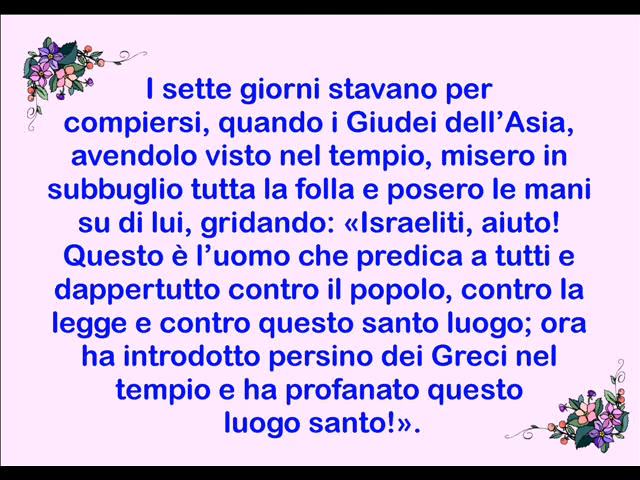 I sette giorni stavano per
compiersi, quando i Giudei dell’Asia,
avendolo visto nel tempio, misero in
subbuglio tutta la folla e posero le mani
su di lui, gridando: «Israeliti, aiuto!
Questo è l’uomo che predica a tutti e
dappertutto contro il popolo, contro la
legge e contro questo santo luogo; ora
ha introdotto persino dei Greci nel
tempio e ha profanato questo
luogo santo!».